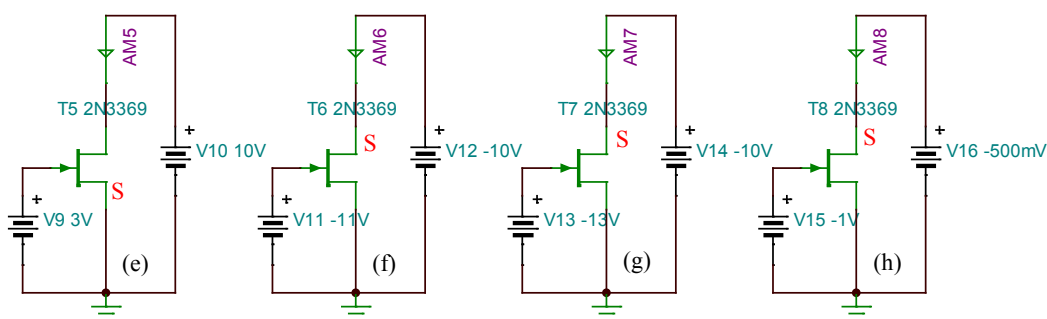 AM5
T5 2N3369
S
+
V10 10V
+
V9 3V
(e)
AM6
T6 2N3369
S
+
V12 -10V
+
V11 -11V
(f)
AM7
T7 2N3369
S
+
V14 -10V
+
V13 -13V
(g)
AM8
T8 2N3369
S
+
V16 -500mV
+
V15 -1V
(h)